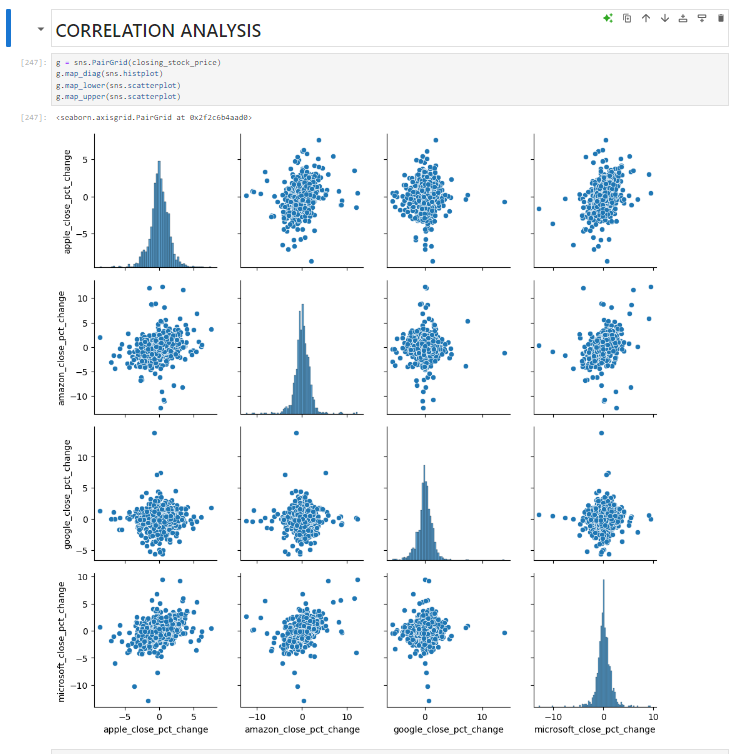 CORRELATION ANALYSIS
[247]: g = sns.PairGrid(closing_stock_price)
g.map_diag(sns.histplot)
g.map_lower(sns.scatterplot)
g.map_upper(sns.scatterplot)
[247]: <seaborn.axisgrid.PairGrid at 0x2f2c6b4aad0>
apple_close_pct_change
5
0
−5
amazon_close_pct_change
10
5
0
−5
−10
google_close_pct_change
10
5
0
−5
microsoft_close_pct_change
10
5
0
−5
−10
−5 0 5 −10 0 10 0 10 −10 0 10
apple_close_pct_change amazon_close_pct_change google_close_pct_change microsoft_close_pct_change